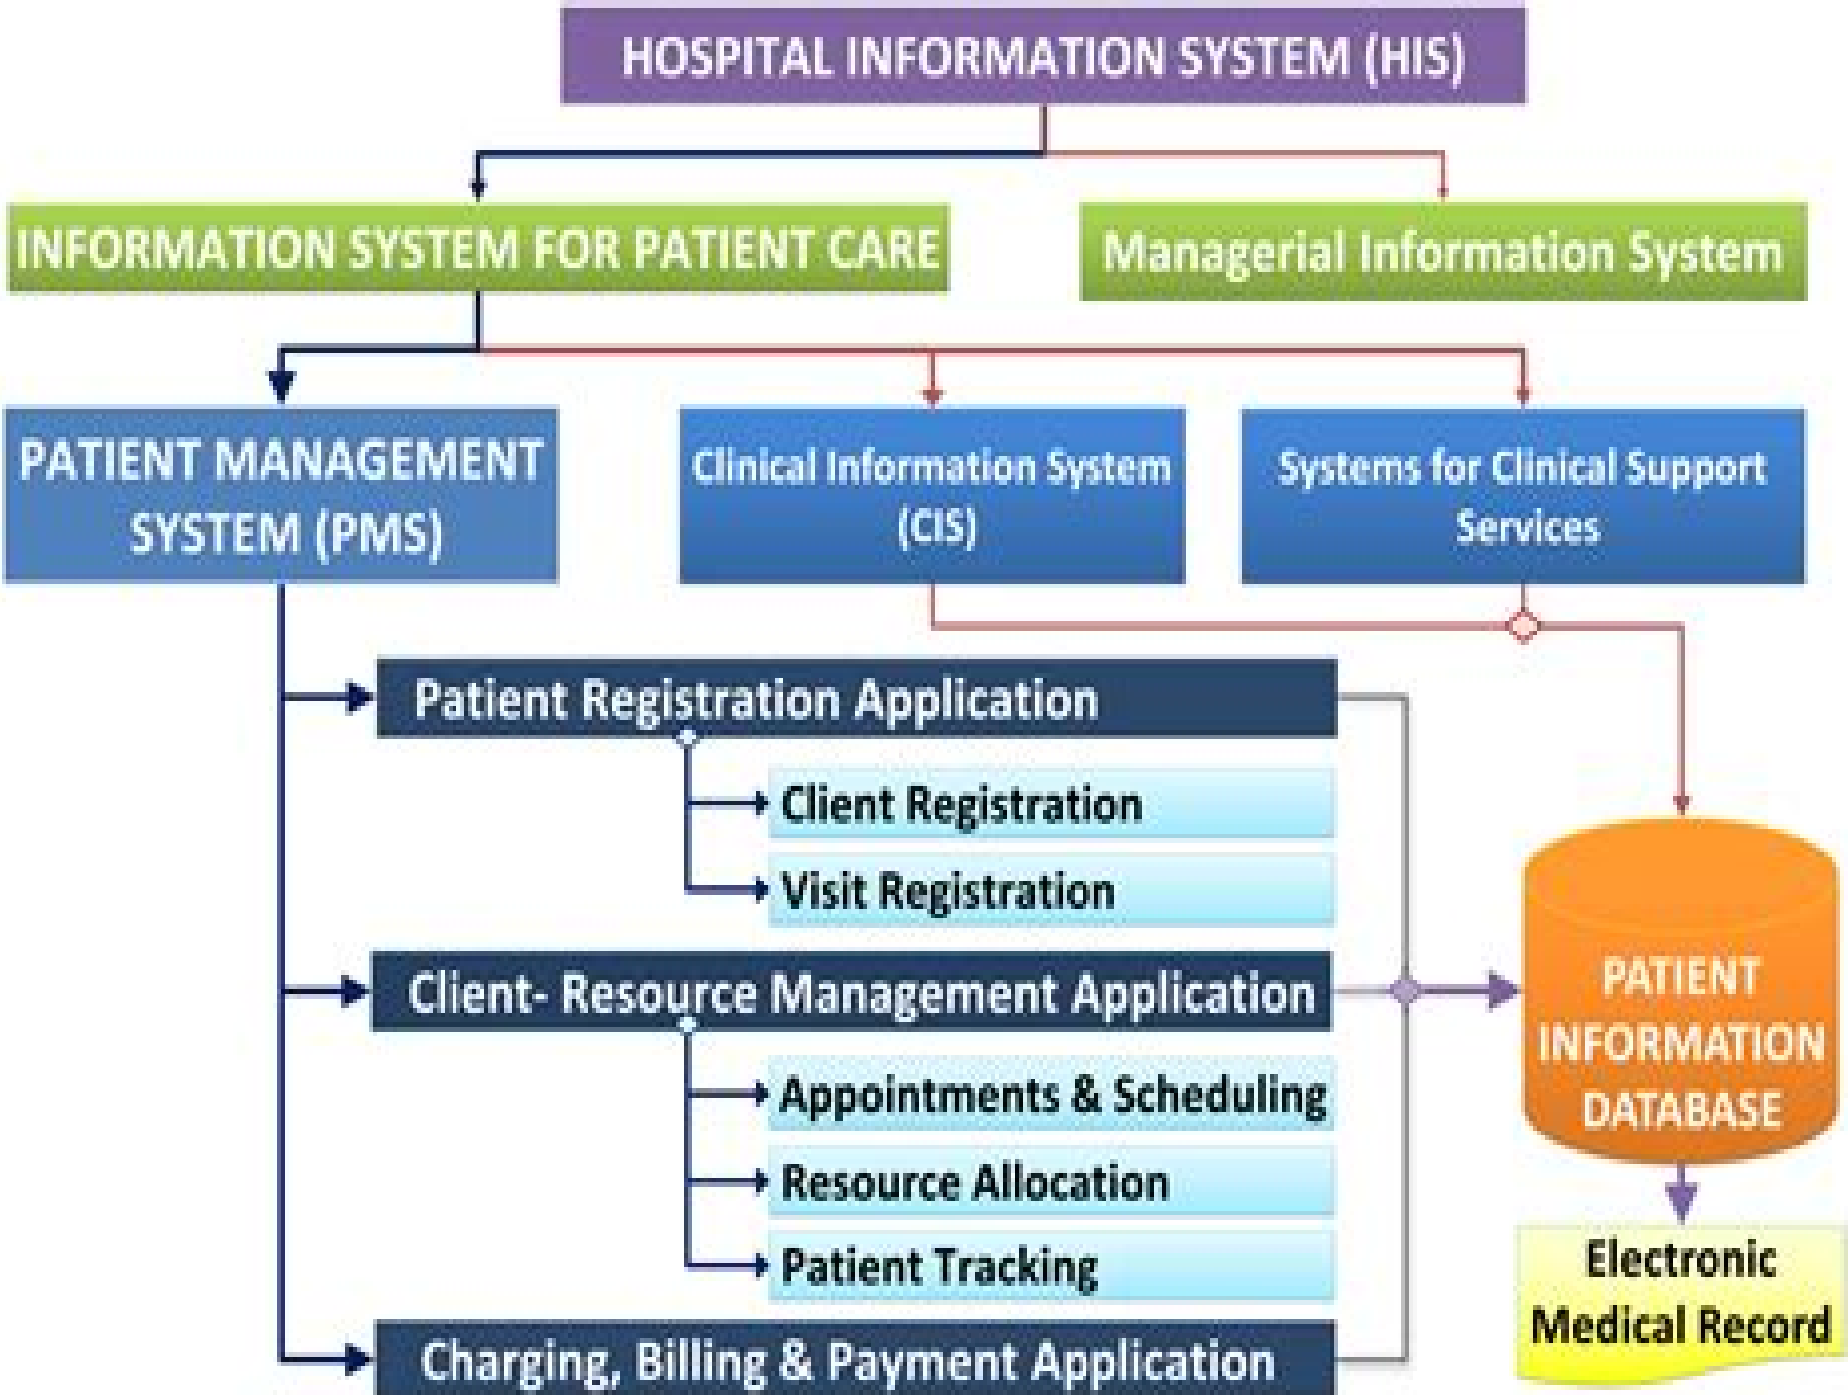 HOSPITAL INFORMATION SYSTEM (HIS)
INFORMATION SYSTEM FOR PATIENT CARE
Managerial Information System
PATIENT MANAGEMENT
SYSTEM (PMS)
Clinical Information System
(CIS)
Systems for Clinical Support
Services
Patient Registration Application
Client Registration
Visit Registration
Client- Resource Management Application
Appointments & Scheduling
Resource Allocation
Patient Tracking
Charging, Billing & Payment Application
PATIENT
INFORMATION
DATABASE
Electronic
Medical Record